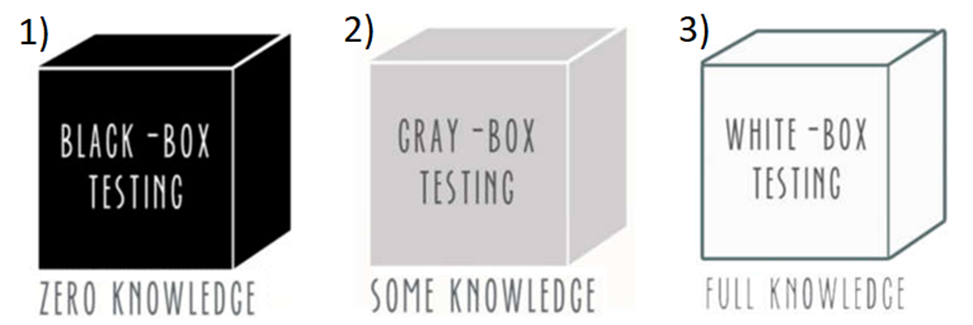 1)
BLACK -BOX
TESTING
ZERO KNOWLEDGE
2)
GRAY -BOX
TESTING
SOME KNOWLEDGE
3)
WHITE -BOX
TESTING
FULL KNOWLEDGE